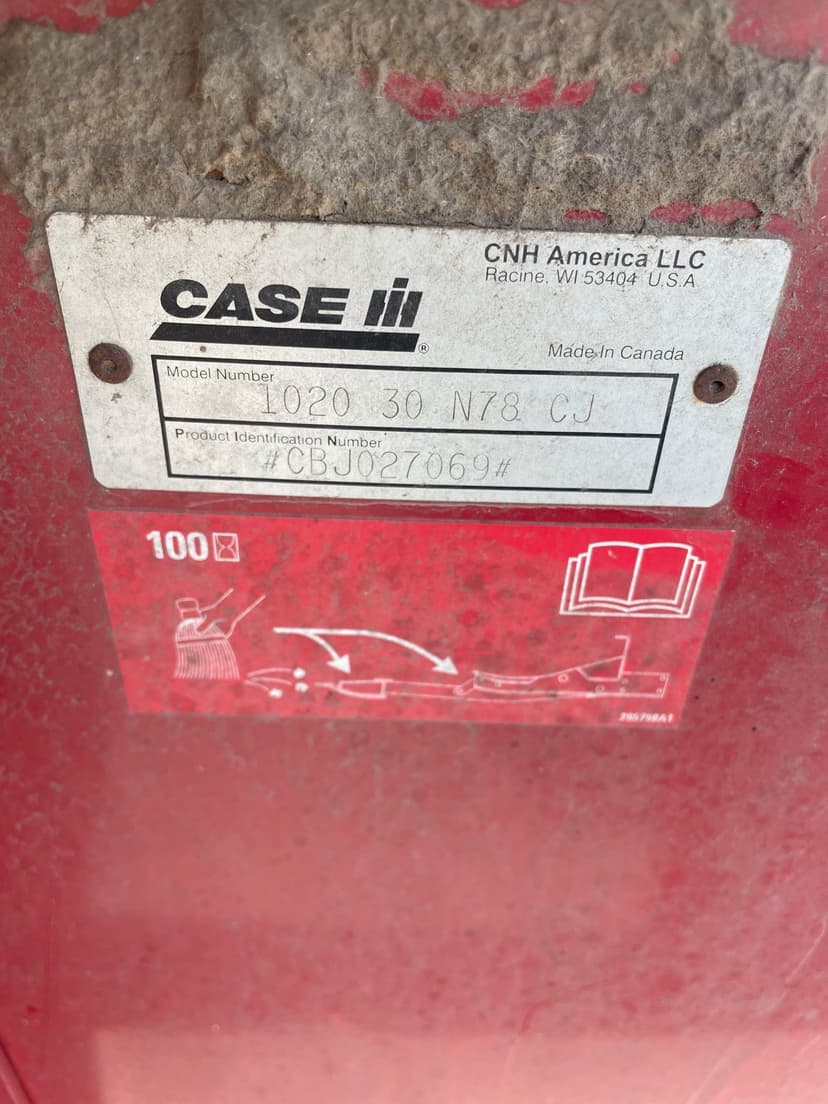 CNH America LLC
Racine, WI 53404 U.S.A
CASE IH
®
Made In Canada
Model Number
1020 30 N78 CJ
Product Identification Number
#CBJ027069#
100